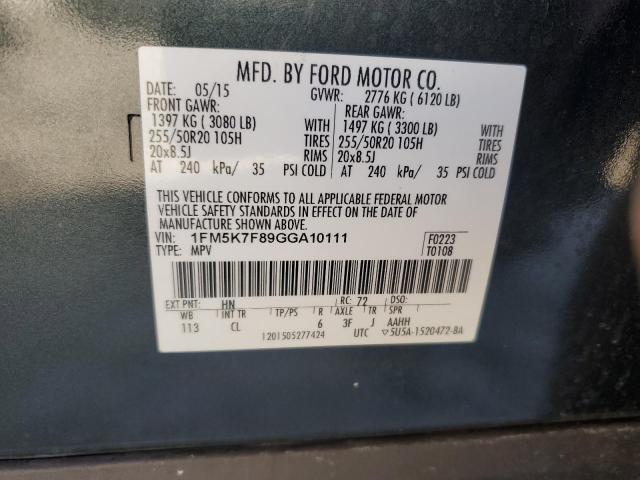 MFD. BY FORD MOTOR CO.
DATE: 05/15 GVWR: 2776 KG ( 6120 LB)
FRONT GAWR: REAR GAWR:
1397 KG ( 3080 LB) WITH 1497 KG ( 3300 LB) WITH
255/50R20 105H TIRES 255/50R20 105H TIRES
20x8.5J RIMS 20x8.5J RIMS
AT 240 kPa/ 35 PSI COLD AT 240 kPa/ 35 PSI COLD
THIS VEHICLE CONFORMS TO ALL APPLICABLE FEDERAL MOTOR
VEHICLE SAFETY STANDARDS IN EFFECT ON THE DATE OF
MANUFACTURE SHOWN ABOVE.
VIN: 1FM5K7F89GGA10111 F0223
TYPE: MPV T0108
EXT PNT: HN RC: 72 DSO:
WB INT TR TP/PS R AXLE TR SPR
113 CL 6 3F J AAHH
1201505277424 UTC ▽5U5A-1520472-BA